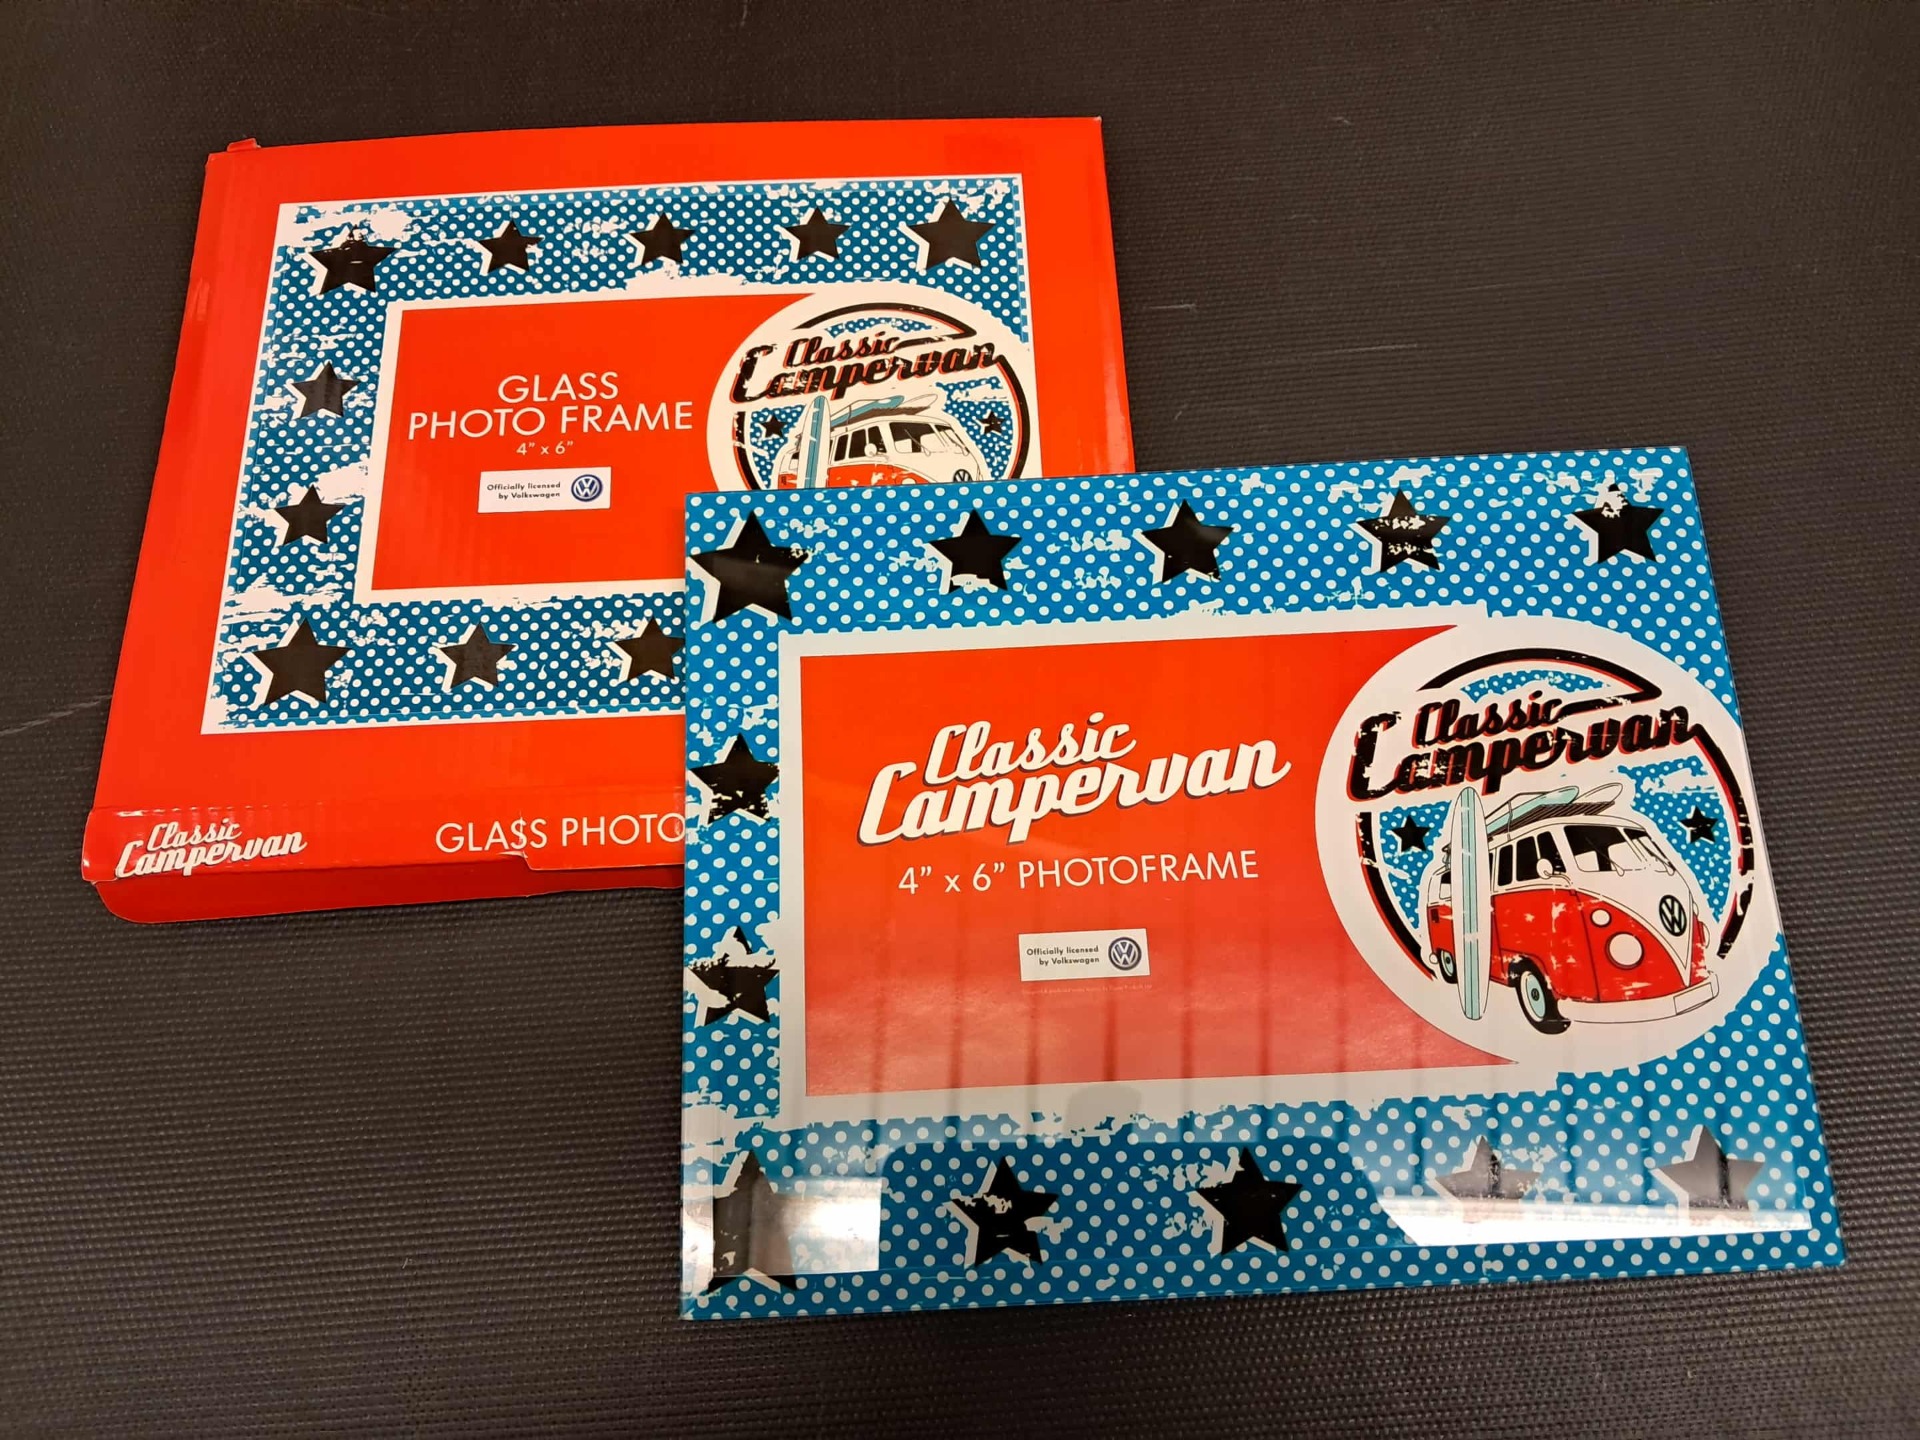 GLASS
PHOTO FRAME
4" x 6"
Officially licensed
by Volkswagen
Classic
Campervan
Classic
Campervan
GLASS PHOTO
Classic
Campervan
4” x 6” PHOTOFRAME
Officially licensed
by Volkswagen
Classic
Campervan